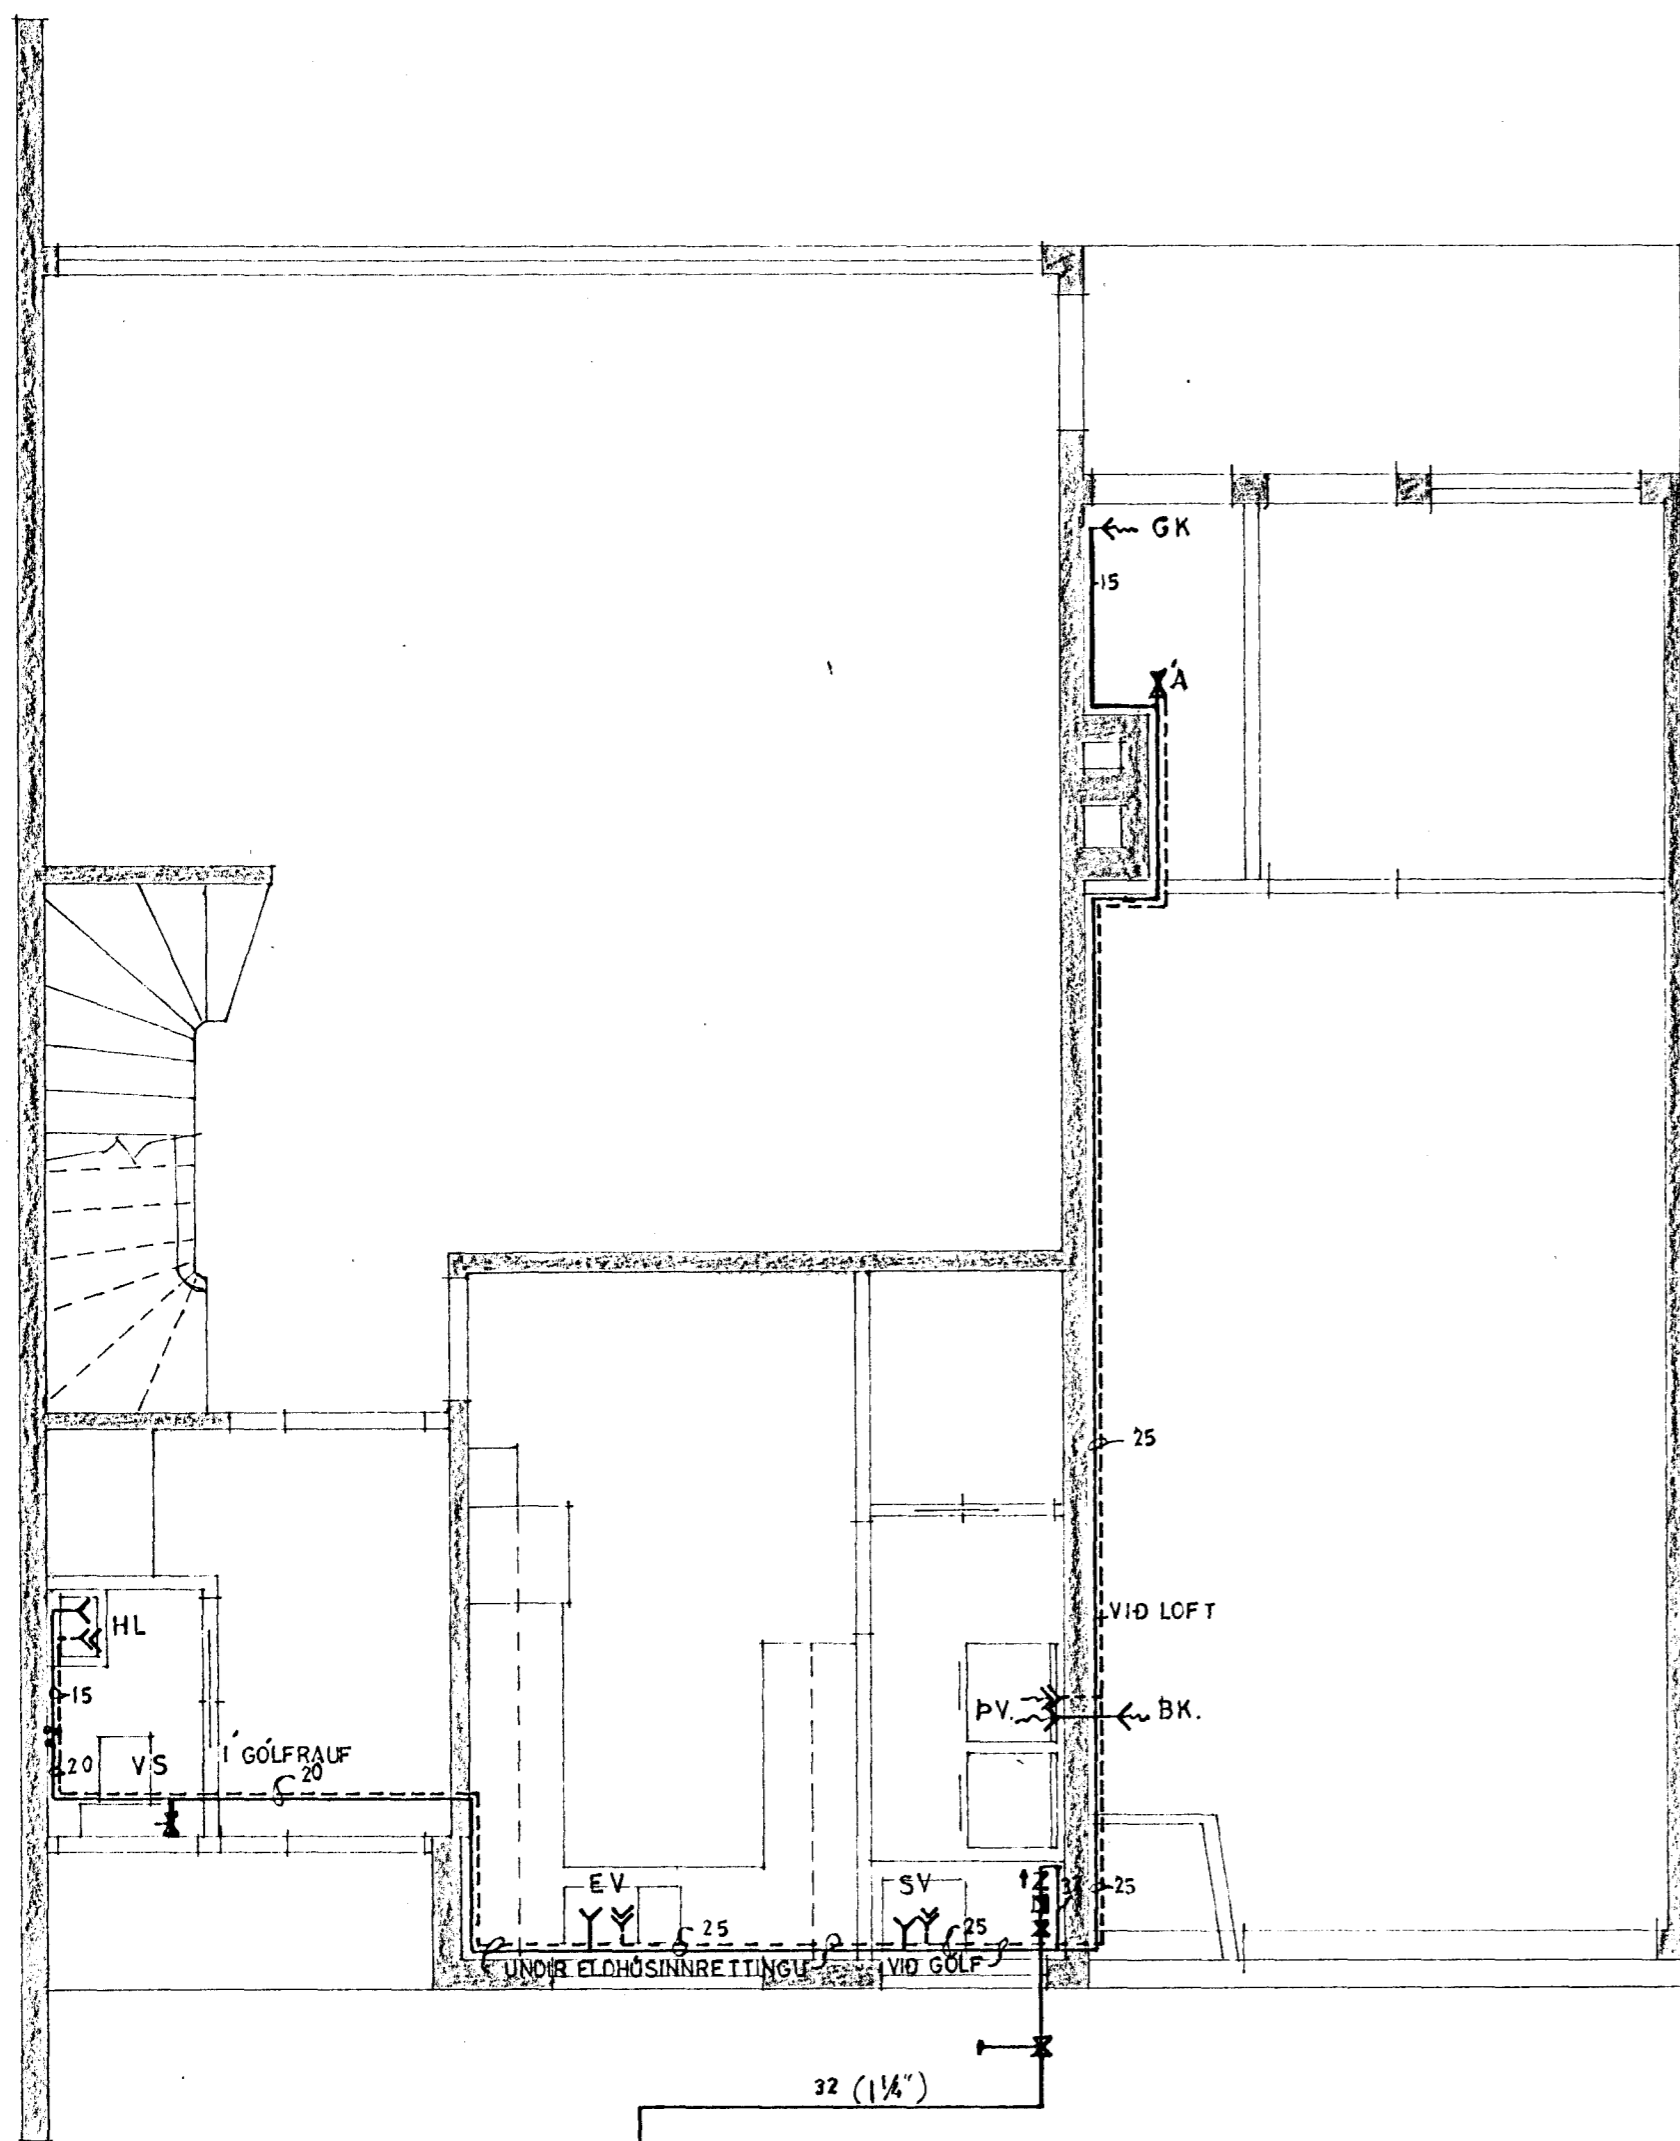 GK
15
Á
25
VIÐ LOFT
HL
15
ÞV.
BK.
Í GÓLFRAUF
20
20
VS
EV
SV
25
25
25
UNDIR ELDHÚSINNRETTINGU
VIÐ GÓLF
32 (1¼")